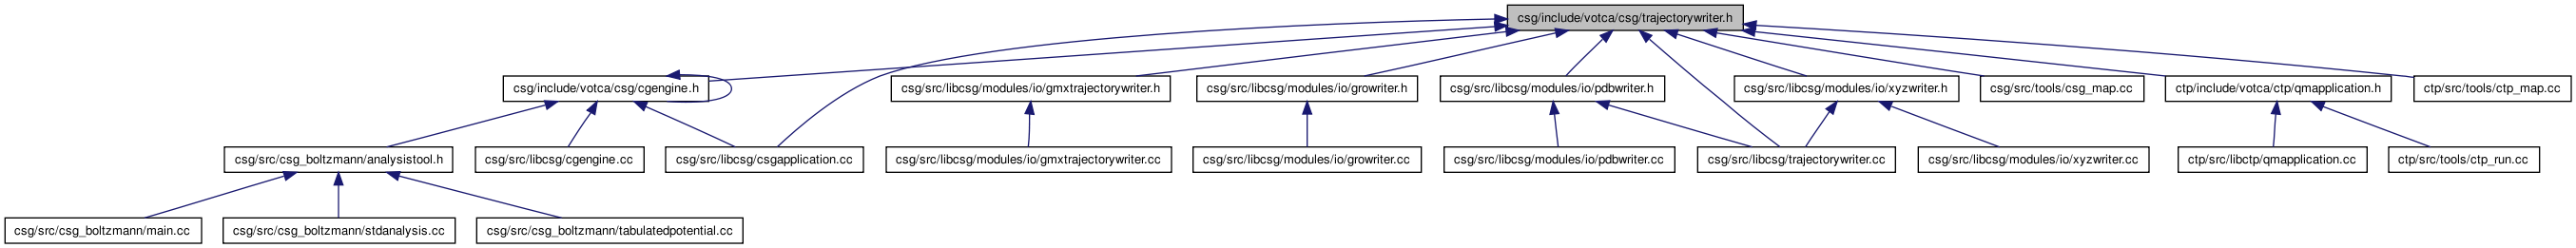 csg/include/votca/csg/trajectorywriter.h
csg/include/votca/csg/cgengine.h
csg/src/libcsg/modules/io/gmxtrajectorywriter.h
csg/src/libcsg/modules/io/growriter.h
csg/src/libcsg/modules/io/pdbwriter.h
csg/src/libcsg/modules/io/xyzwriter.h
csg/src/tools/csg_map.cc
ctp/include/votca/ctp/qmapplication.h
ctp/src/tools/ctp_map.cc
csg/src/csg_boltzmann/analysistool.h
csg/src/libcsg/cgengine.cc
csg/src/libcsg/csgapplication.cc
csg/src/libcsg/modules/io/gmxtrajectorywriter.cc
csg/src/libcsg/modules/io/growriter.cc
csg/src/libcsg/modules/io/pdbwriter.cc
csg/src/libcsg/trajectorywriter.cc
csg/src/libcsg/modules/io/xyzwriter.cc
ctp/src/libctp/qmapplication.cc
ctp/src/tools/ctp_run.cc
csg/src/csg_boltzmann/main.cc
csg/src/csg_boltzmann/stdanalysis.cc
csg/src/csg_boltzmann/tabulatedpotential.cc